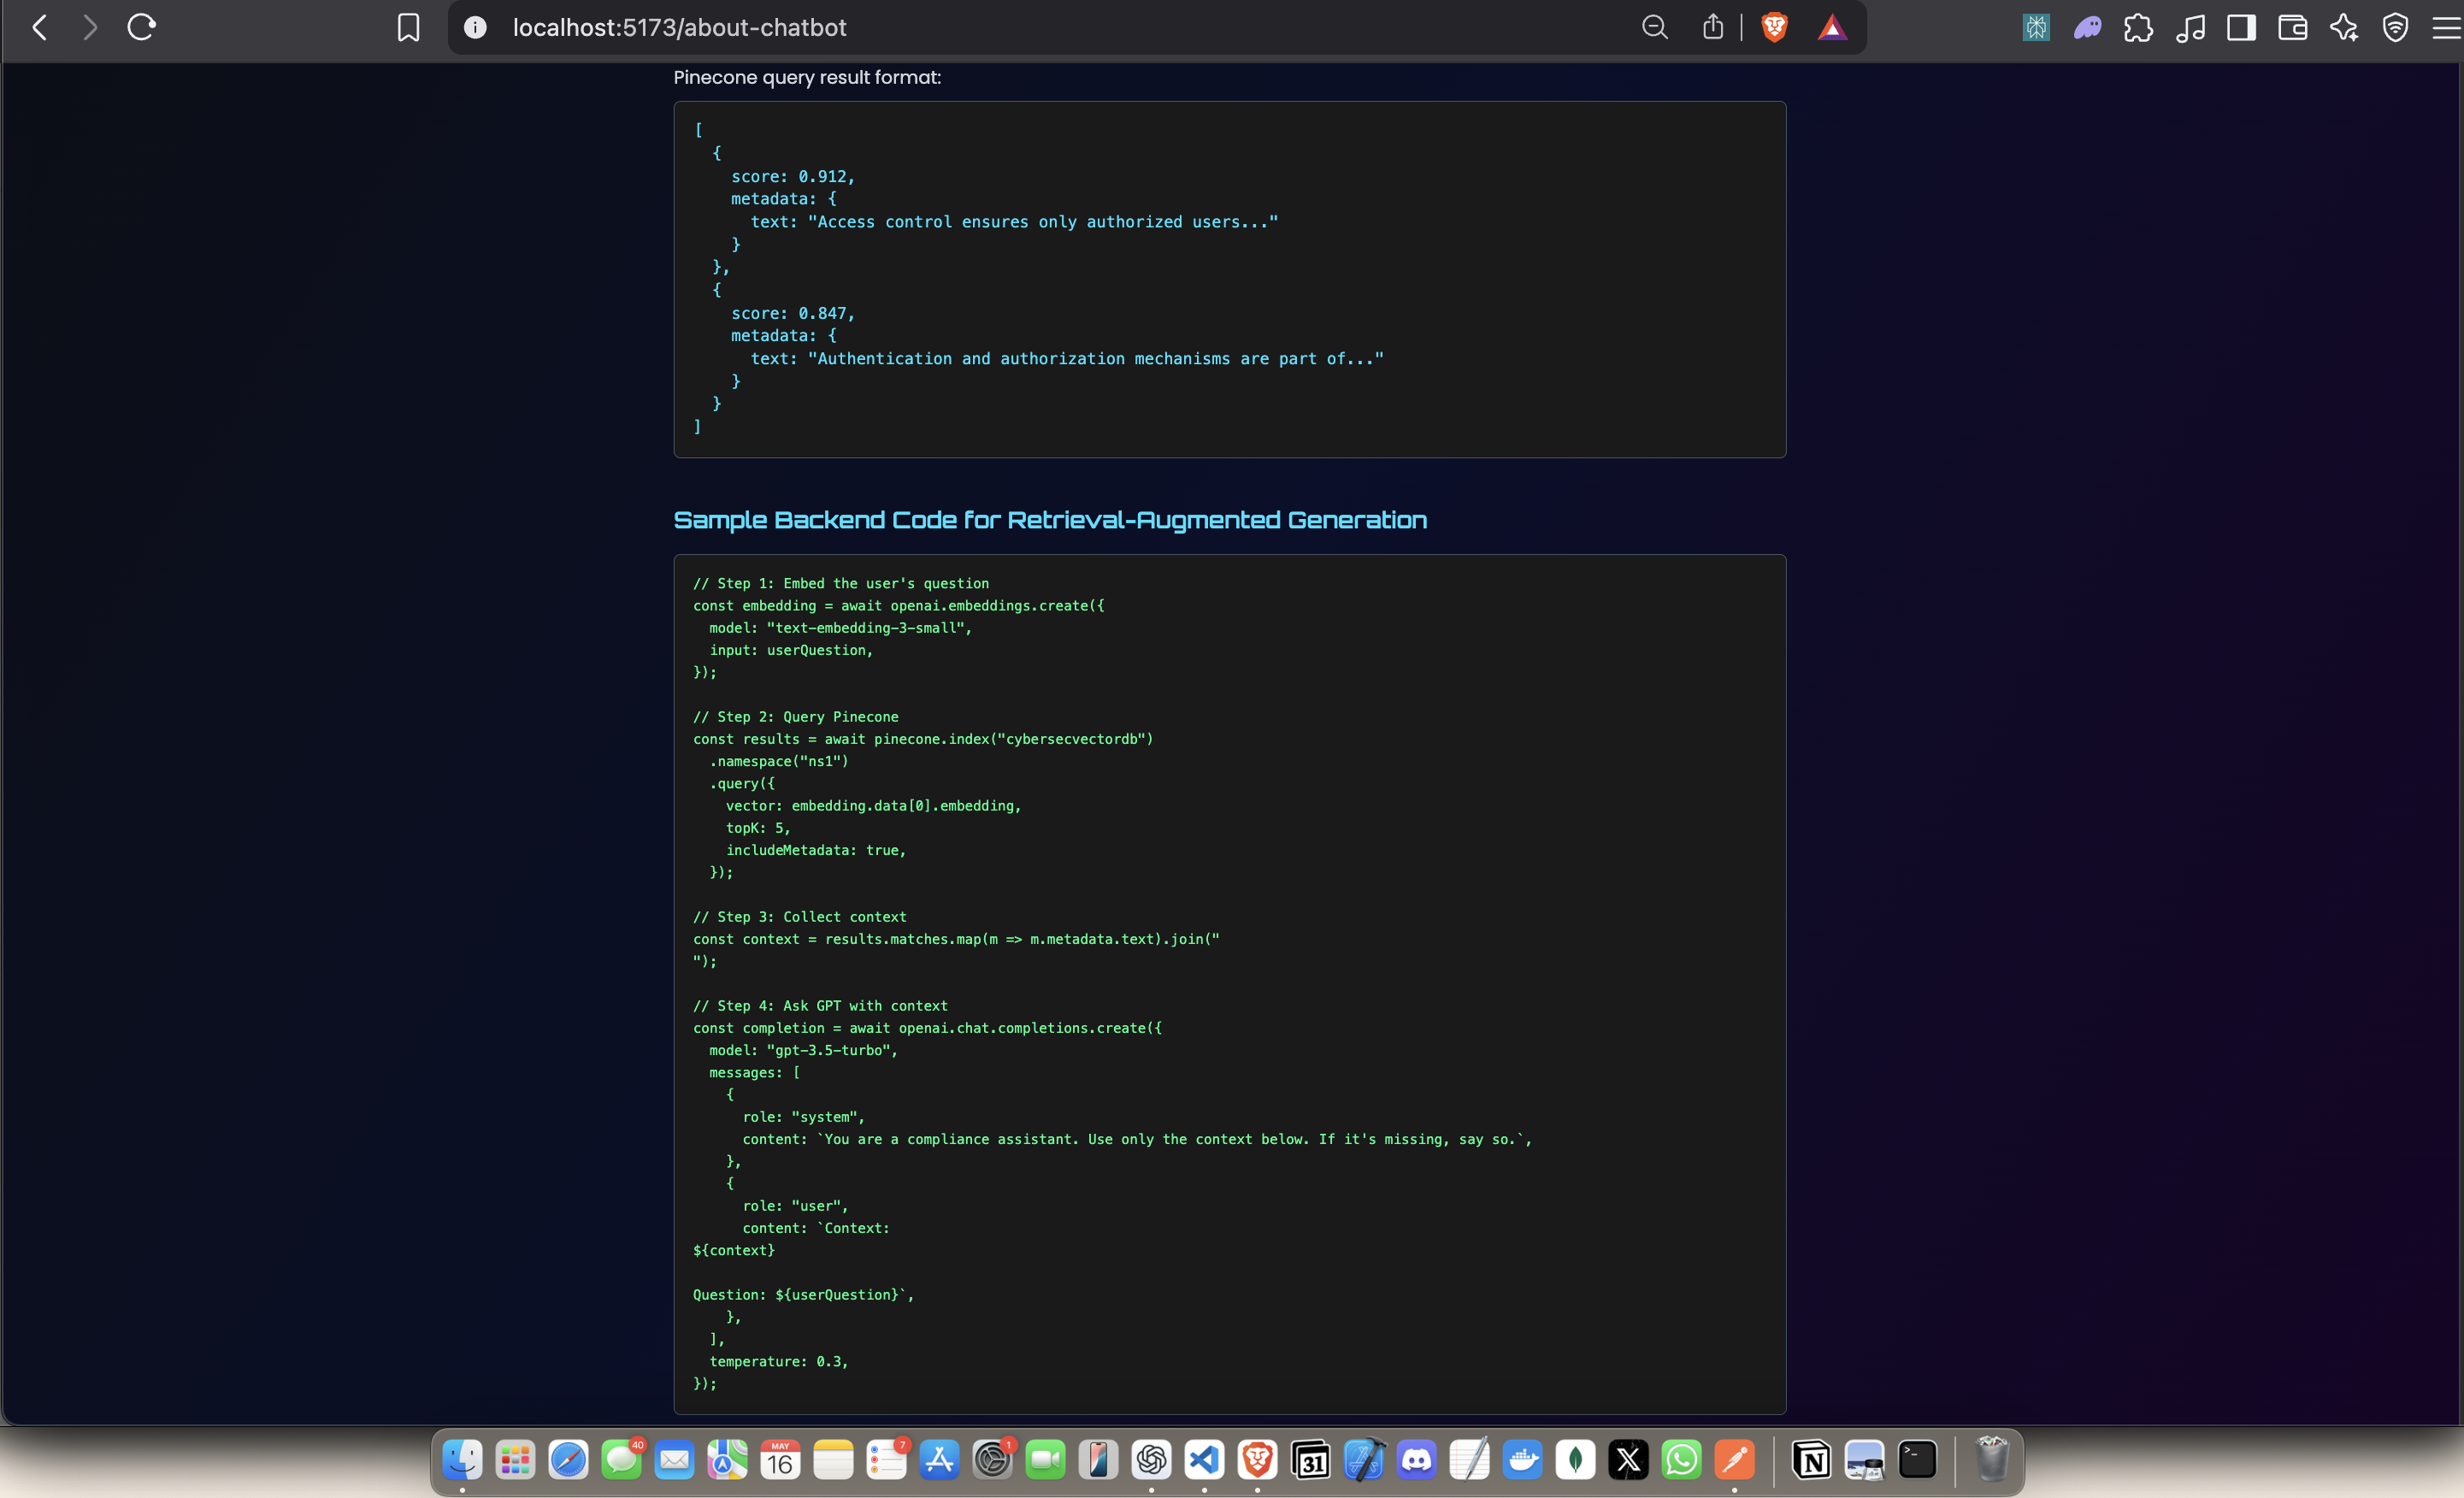 localhost:5173/about-chatbot
Pinecone query result format:
[
  {
    score: 0.912,
    metadata: {
      text: "Access control ensures only authorized users..."
    }
  },
  {
    score: 0.847,
    metadata: {
      text: "Authentication and authorization mechanisms are part of..."
    }
  }
]
Sample Backend Code for Retrieval-Augmented Generation
// Step 1: Embed the user's question
const embedding = await openai.embeddings.create({
  model: "text-embedding-3-small",
  input: userQuestion,
});

// Step 2: Query Pinecone
const results = await pinecone.index("cybersecvectordb")
  .namespace("ns1")
  .query({
    vector: embedding.data[0].embedding,
    topK: 5,
    includeMetadata: true,
  });

// Step 3: Collect context
const context = results.matches.map(m => m.metadata.text).join("
");

// Step 4: Ask GPT with context
const completion = await openai.chat.completions.create({
  model: "gpt-3.5-turbo",
  messages: [
    {
      role: "system",
      content: `You are a compliance assistant. Use only the context below. If it's missing, say so.`,
    },
    {
      role: "user",
      content: `Context:
${context}

Question: ${userQuestion}`,
    },
  ],
  temperature: 0.3,
});
40
MAY
16
7
1
31